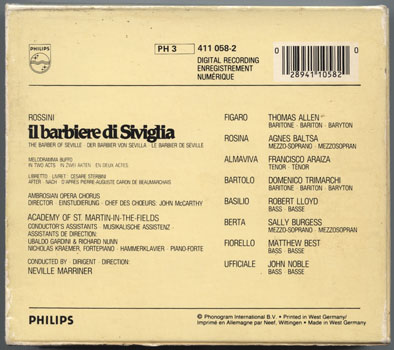 PHILIPS
PH 3
411 058-2
DIGITAL RECORDING
ENREGISTREMENT
NUMÉRIQUE
0 28941 10582 0
ROSSINI
il barbiere di Siviglia
THE BARBER OF SEVILLE · DER BARBIER VON SEVILLA · LE BARBIER DE SEVILLE
MELODRAMMA BUFFO
IN TWO ACTS · IN ZWEI AKTEN · EN DEUX ACTES
LIBRETTO · LIVRET: CESARE STERBINI
AFTER · NACH · D'APRÈS PIERRE-AUGUSTE CARON DE BEAUMARCHAIS
AMBROSIAN OPERA CHORUS
DIRECTOR · EINSTUDIERUNG · CHEF DES CHŒURS: JOHN McCARTHY
ACADEMY OF ST. MARTIN-IN-THE-FIELDS
CONDUCTOR'S ASSISTANTS · MUSIKALISCHE ASSISTENZ ·
ASSISTANTS DE DIRECTION:
UBALDO GARDINI & RICHARD NUNN
NICHOLAS KRAEMER, FORTEPIANO · HAMMERKLAVIER · PIANO-FORTE
CONDUCTED BY · DIRIGENT · DIRECTION:
NEVILLE MARRINER
FIGARO THOMAS ALLEN
BARITONE · BARITON · BARYTON
ROSINA AGNES BALTSA
MEZZO-SOPRANO · MEZZOSOPRAN
ALMAVIVA FRANCISCO ARAIZA
TENOR · TÉNOR
BARTOLO DOMENICO TRIMARCHI
BARITONE · BARITON · BARYTON
BASILIO ROBERT LLOYD
BASS · BASSE
BERTA SALLY BURGESS
MEZZO-SOPRANO · MEZZOSOPRAN
FIORELLO MATTHEW BEST
BASS · BASSE
UFFICIALE JOHN NOBLE
BASS · BASSE
PHILIPS
℗ Phonogram International B.V. • Printed in West Germany/
Imprimé en Allemagne par Neef, Wittingen • Made in West Germany